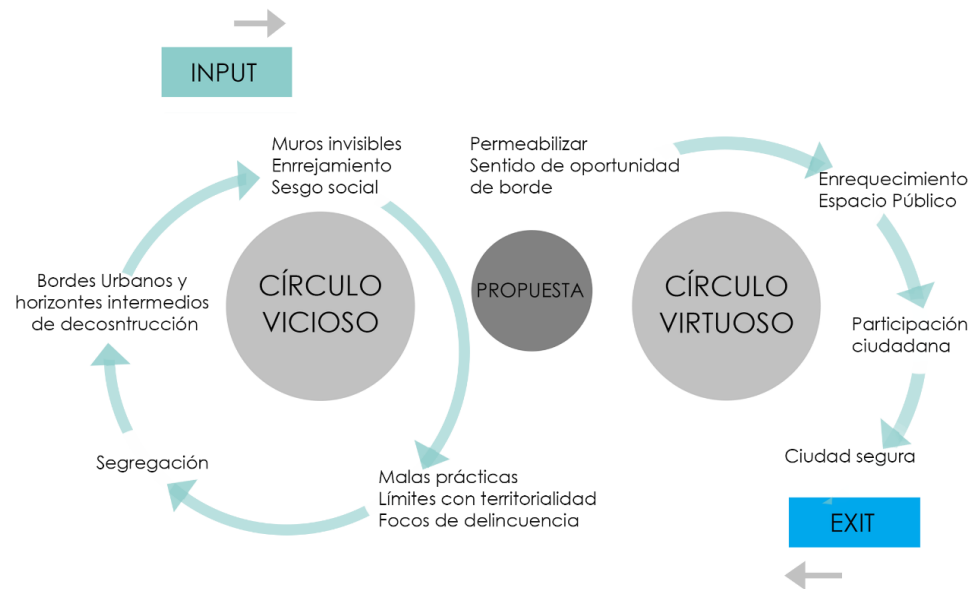 INPUT
Muros invisibles
Enrrejamiento
Sesgo social
Permeabilizar
Sentido de oportunidad
de borde
Enrequecimiento
Espacio Público
Bordes Urbanos y
horizontes intermedios
de decosntrucción
CÍRCULO
VICIOSO
PROPUESTA
CÍRCULO
VIRTUOSO
Participación
ciudadana
Segregación
Malas prácticas
Límites con territorialidad
Focos de delincuencia
Ciudad segura
EXIT